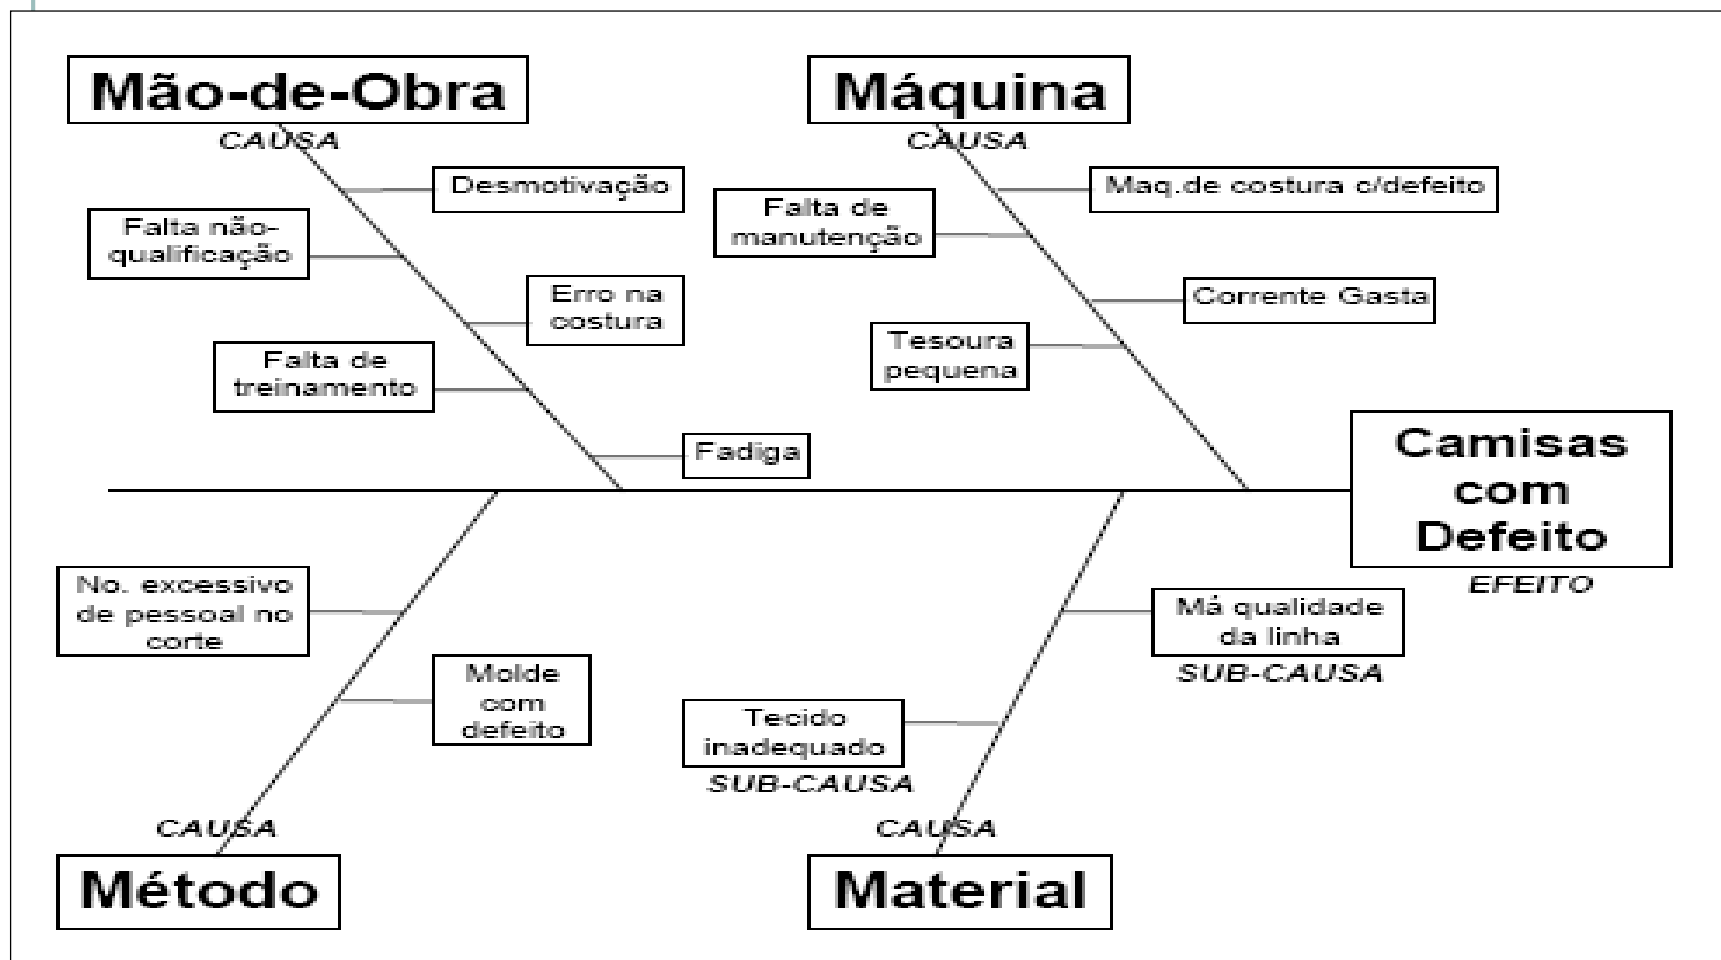 Mão-de-Obra
CAUSA
Desmotivação
Falta não-
qualificação
Erro na
costura
Falta de
treinamento
Fadiga
Máquina
CAUSA
Maq.de costura c/defeito
Falta de
manutenção
Corrente Gasta
Tesoura
pequena
Camisas
com
Defeito
EFEITO
No. excessivo
de pessoal no
corte
Molde
com
defeito
CAUSA
Método
Má qualidade
da linha
SUB-CAUSA
Tecido
inadequado
SUB-CAUSA
CAUSA
Material